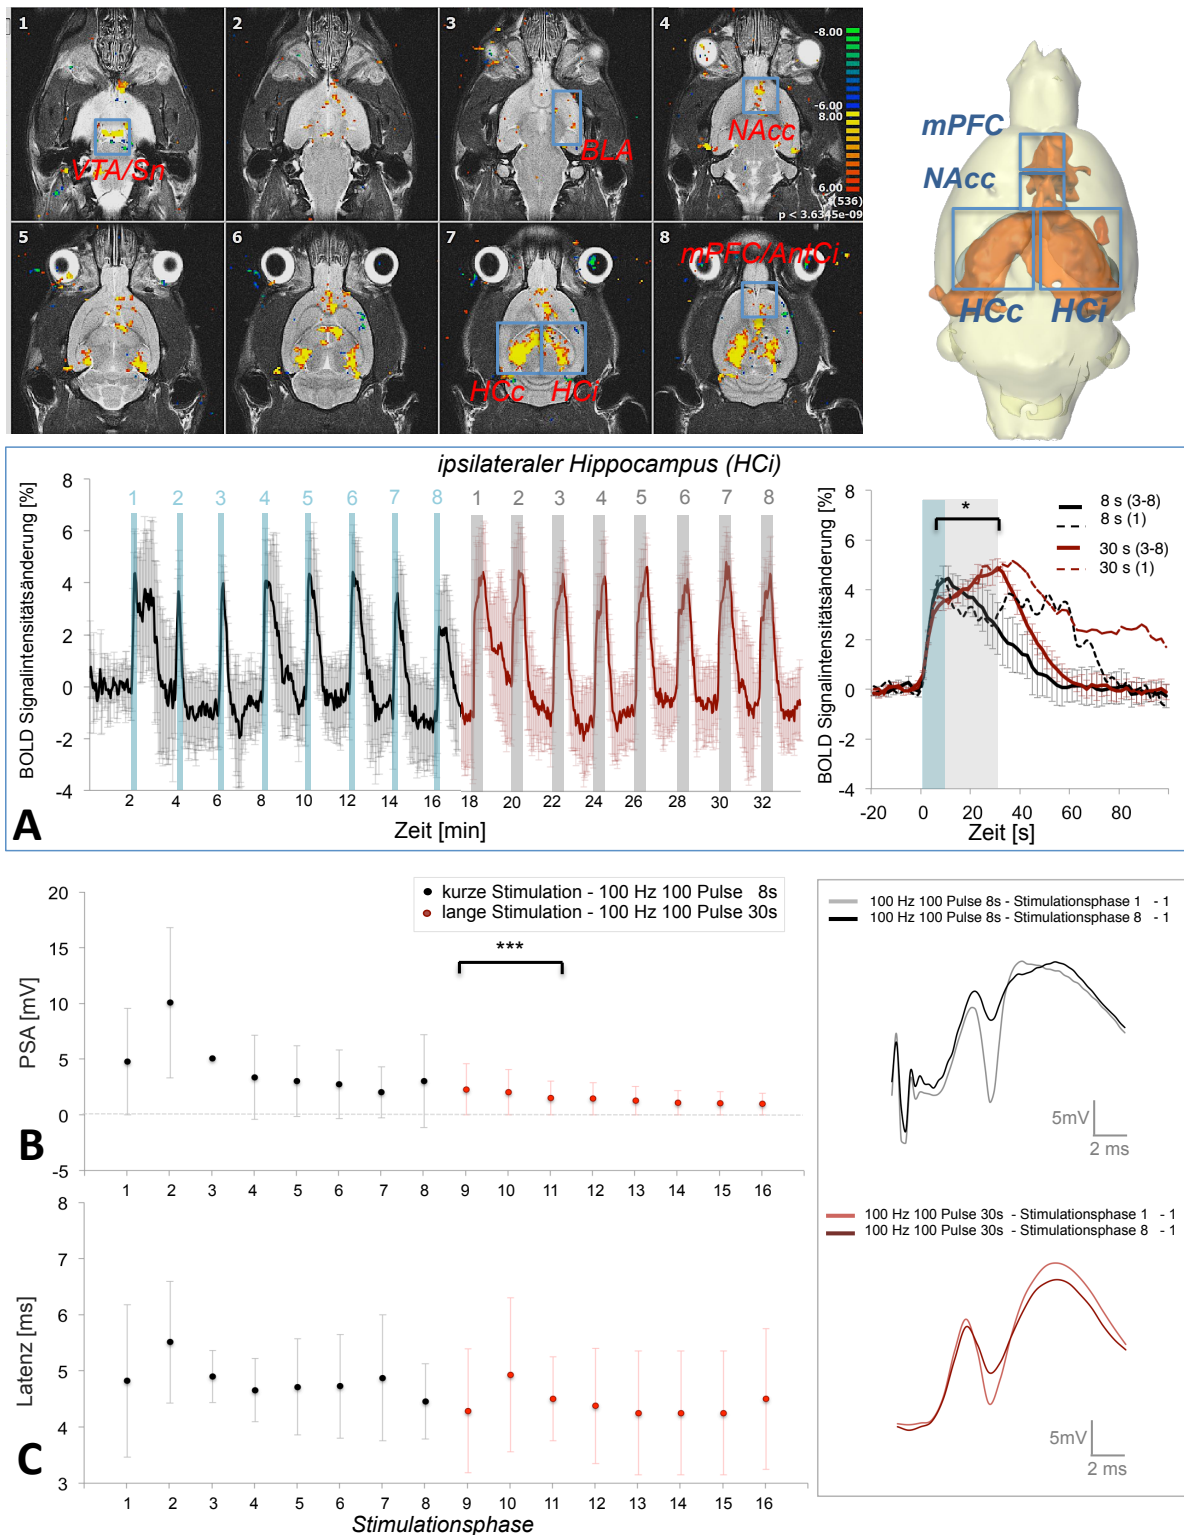 1 2 3 4
-8.00
-6.00
8.00
6.00
t(536)
p < 3.6345e-09
VTA/Sn
BLA
NAcc
5 6 7 8
mPFC/AntCi
HCc HCi
mPFC
NAcc
HCc HCi
ipsilateraler Hippocampus (HCi)
BOLD Signalintensitätsänderung [%]
8
6
4
2
0
-2
-4
1 2 3 4 5 6 7 8 1 2 3 4 5 6 7 8
2 4 6 8 10 12 14 16 18 20 22 24 26 28 30 32
Zeit [min]
A
BOLD Signalintensitätsänderung [%]
8
6
4
2
0
-2
-4
*
8 s (3-8)
8 s (1)
30 s (3-8)
30 s (1)
-20 0 20 40 60 80
Zeit [s]
kurze Stimulation - 100 Hz 100 Pulse 8s
lange Stimulation - 100 Hz 100 Pulse 30s
***
PSA [mV]
20
15
10
5
0
-5
1 2 3 4 5 6 7 8 9 10 11 12 13 14 15 16
B
Latenz [ms]
8
7
6
5
4
3
1 2 3 4 5 6 7 8 9 10 11 12 13 14 15 16
Stimulationsphase
C
100 Hz 100 Pulse 8s - Stimulationsphase 1 - 1
100 Hz 100 Pulse 8s - Stimulationsphase 8 - 1
5mV
2 ms
100 Hz 100 Pulse 30s - Stimulationsphase 1 - 1
100 Hz 100 Pulse 30s - Stimulationsphase 8 - 1
5mV
2 ms